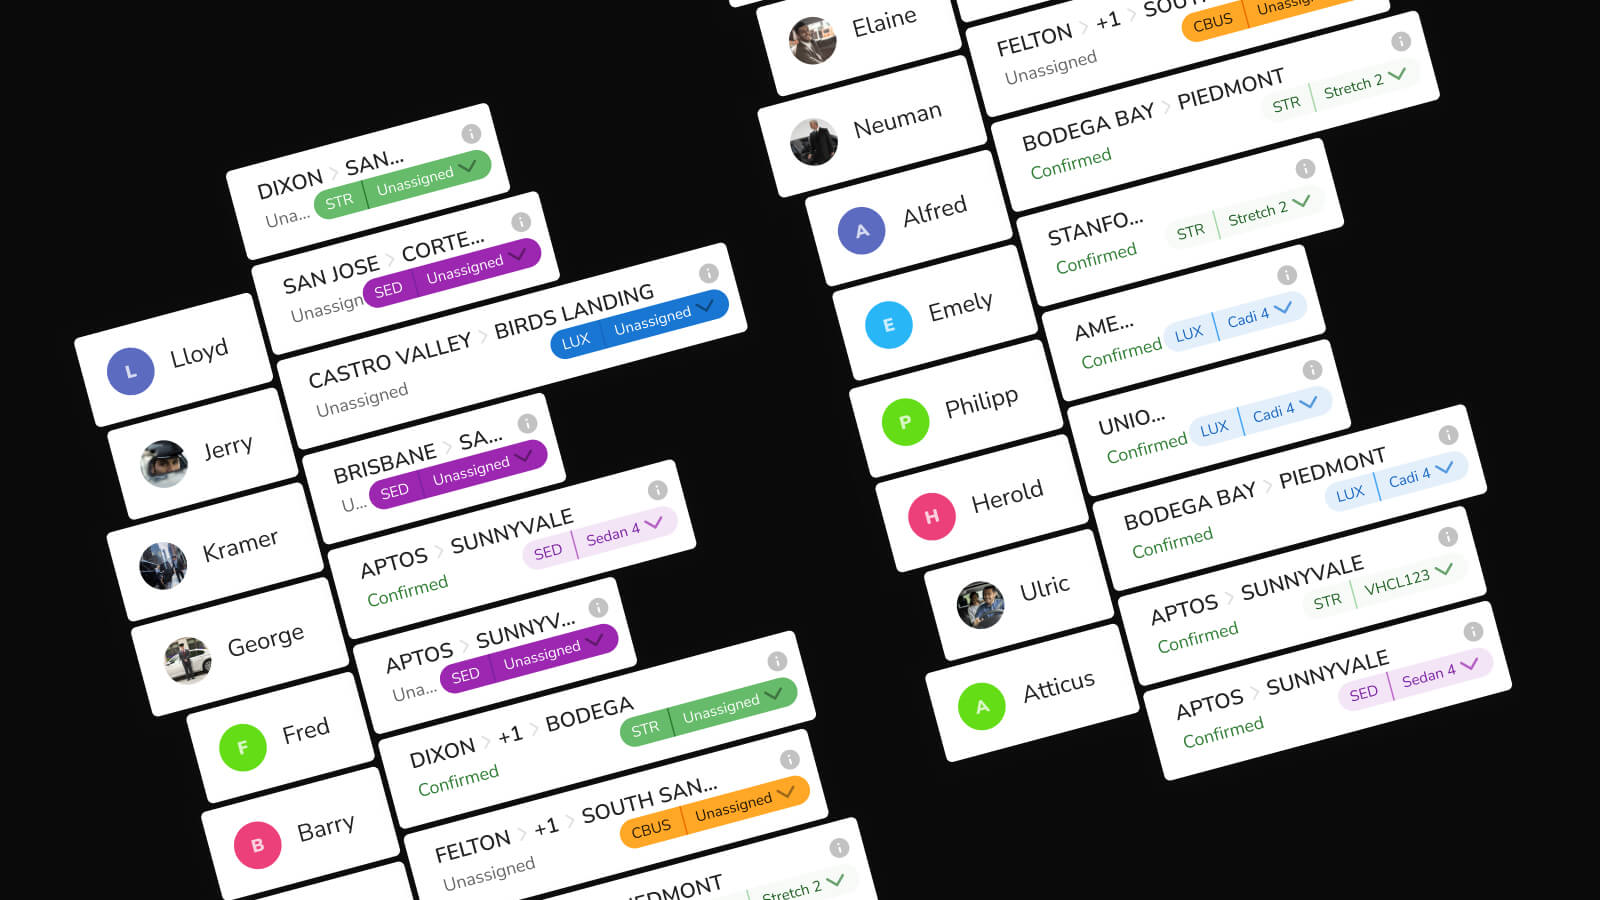 DIXON > SAN...
Una...
STR | Unassigned
SAN JOSE > CORTE...
Unassign
SED | Unassigned
L
Lloyd
CASTRO VALLEY > BIRDS LANDING
Unassigned
LUX | Unassigned
Jerry
BRISBANE > SA...
U...
SED | Unassigned
Kramer
APTOS > SUNNYVALE
Confirmed
SED | Sedan 4
George
APTOS > SUNNYV...
Una...
SED | Unassigned
F
Fred
DIXON > +1 > BODEGA
Confirmed
STR | Unassigned
B
Barry
FELTON > +1 > SOUTH SAN...
Unassigned
CBUS | Unassigned
EDMONT
Stretch 2
Elaine
FELTON > +1 > SOUTH
Unassigned
CBUS | Unassigned
Neuman
BODEGA BAY > PIEDMONT
Confirmed
STR | Stretch 2
A
Alfred
STANFO...
Confirmed
STR | Stretch 2
E
Emely
AME...
Confirmed
LUX | Cadi 4
P
Philipp
UNIO...
Confirmed
LUX | Cadi 4
H
Herold
BODEGA BAY > PIEDMONT
Confirmed
LUX | Cadi 4
Ulric
APTOS > SUNNYVALE
Confirmed
STR | VHCL123
A
Atticus
APTOS > SUNNYVALE
Confirmed
SED | Sedan 4